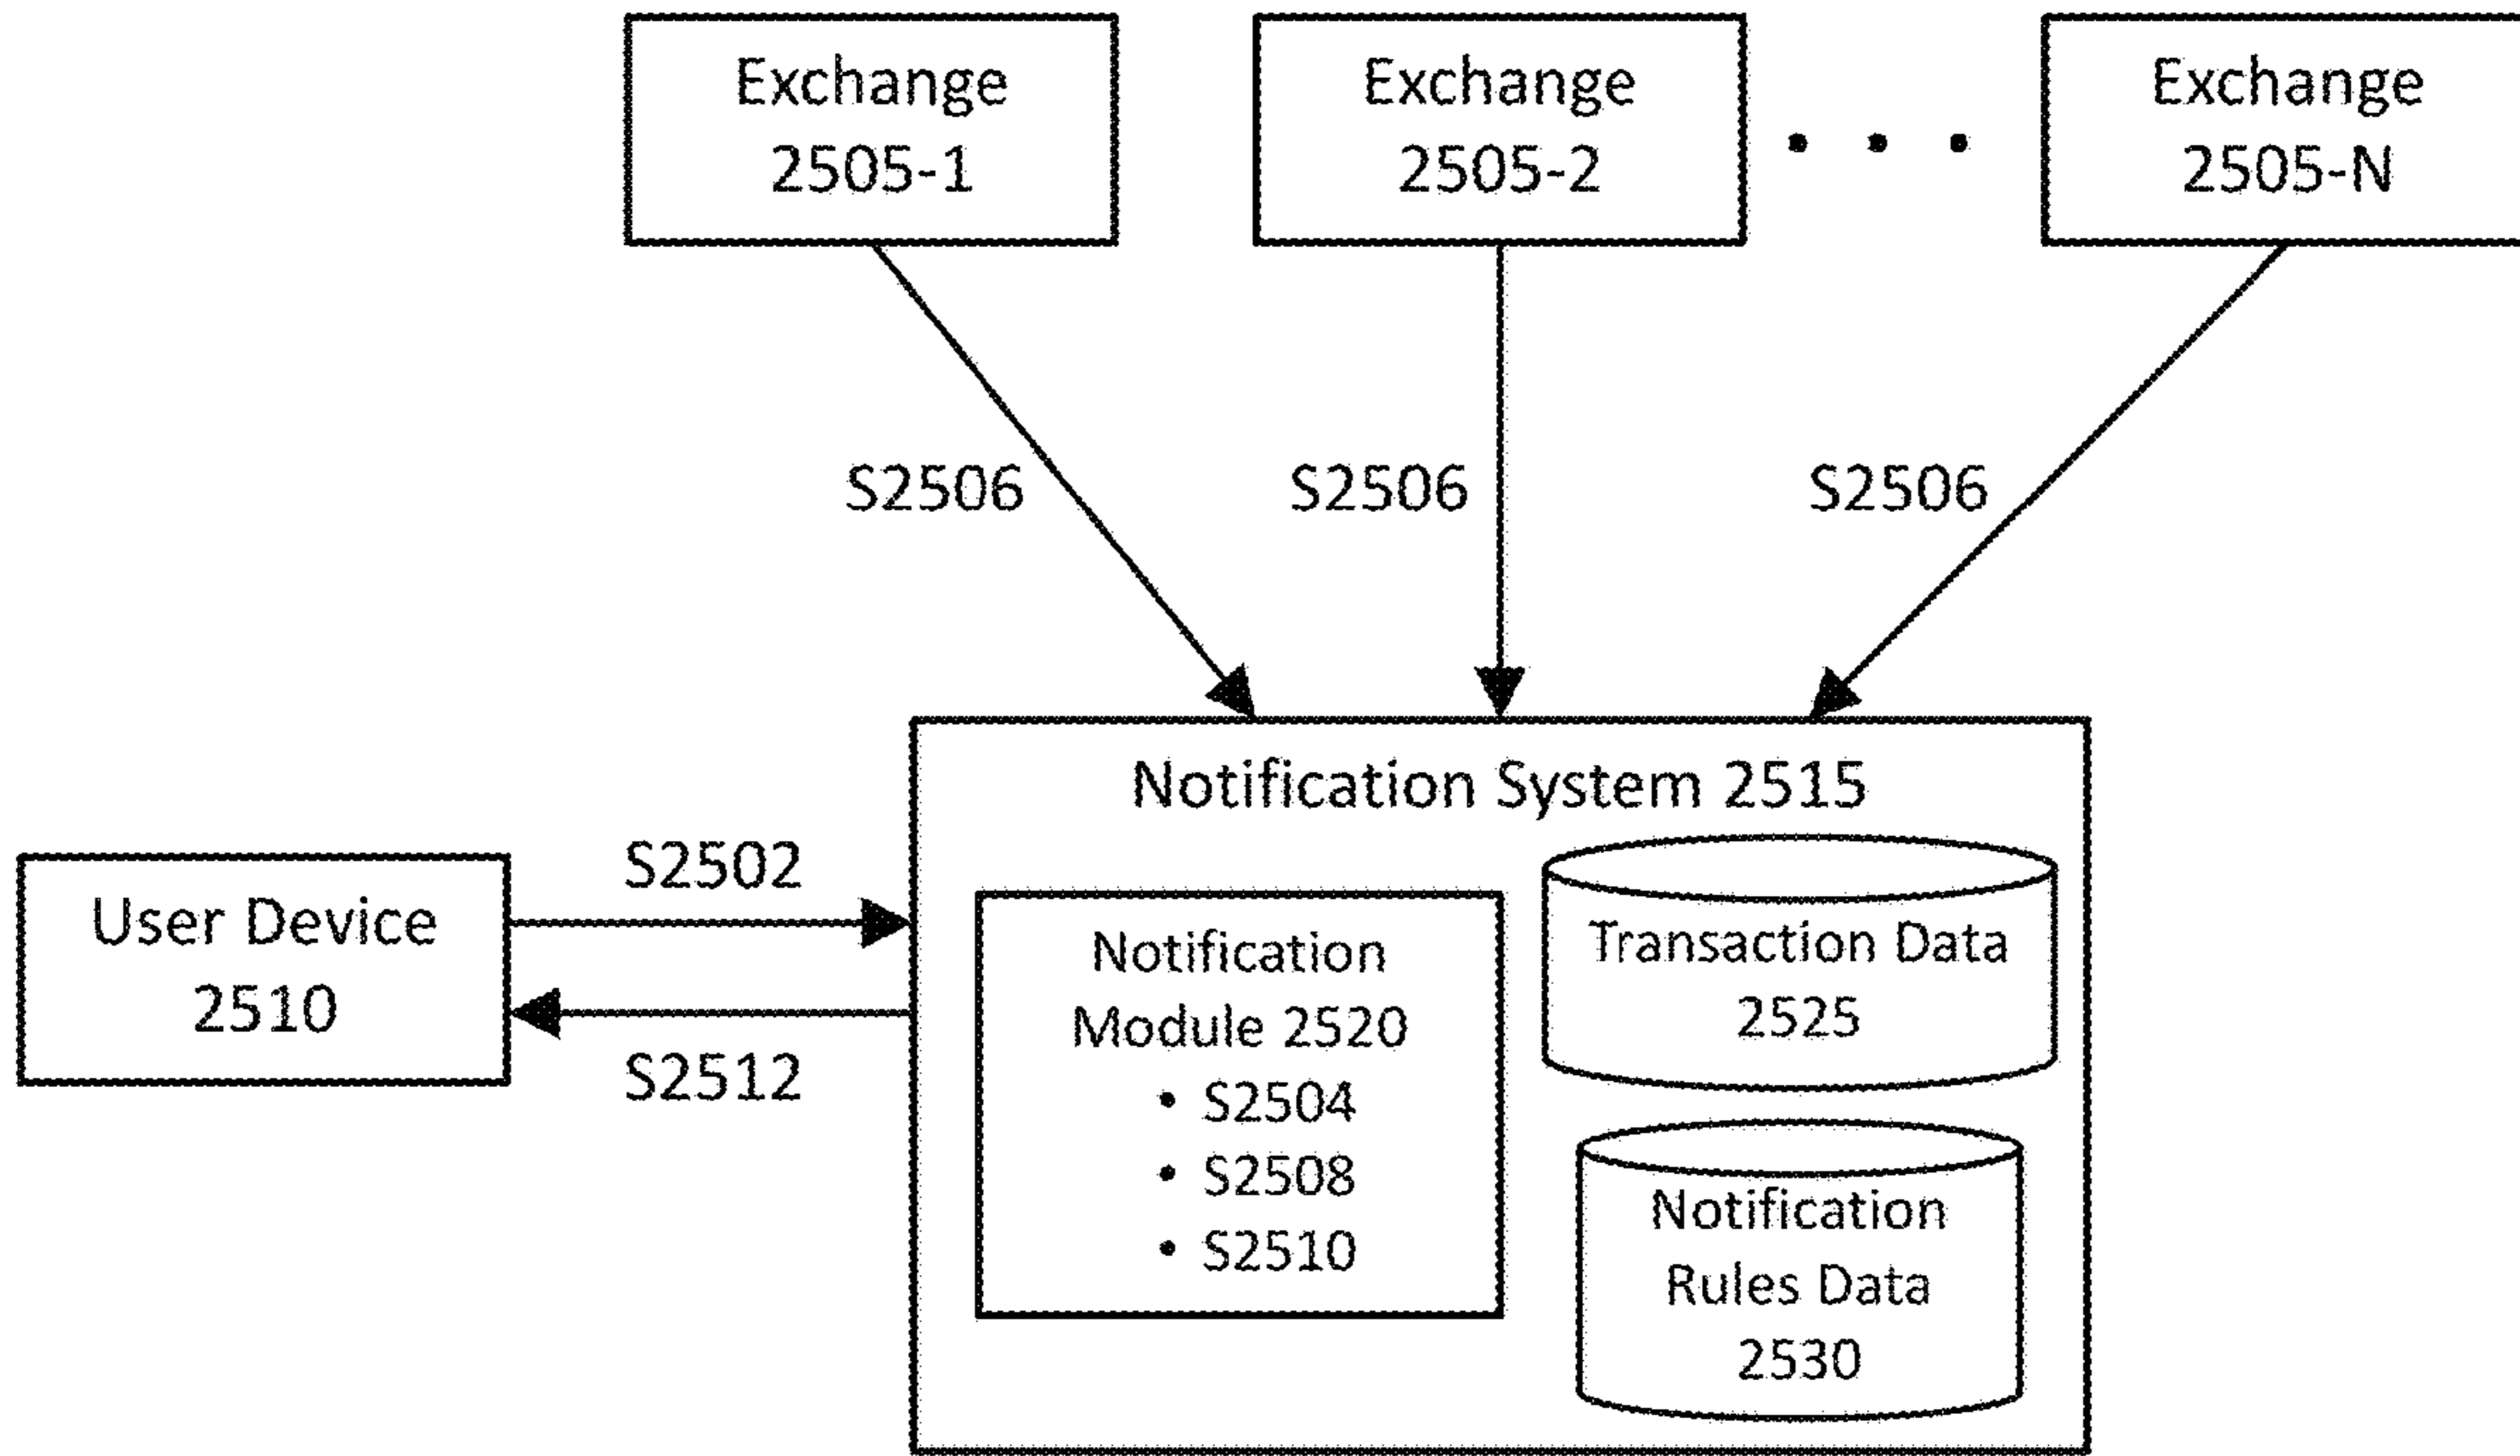 Exchange
2505-1
Exchange
2505-2
• • •
Exchange
2505-N
S2506
S2506
S2506
Notification System 2515
User Device
2510
S2502
S2512
Notification
Module 2520
• S2504
• S2508
• S2510
Transaction Data
2525
Notification
Rules Data
2530